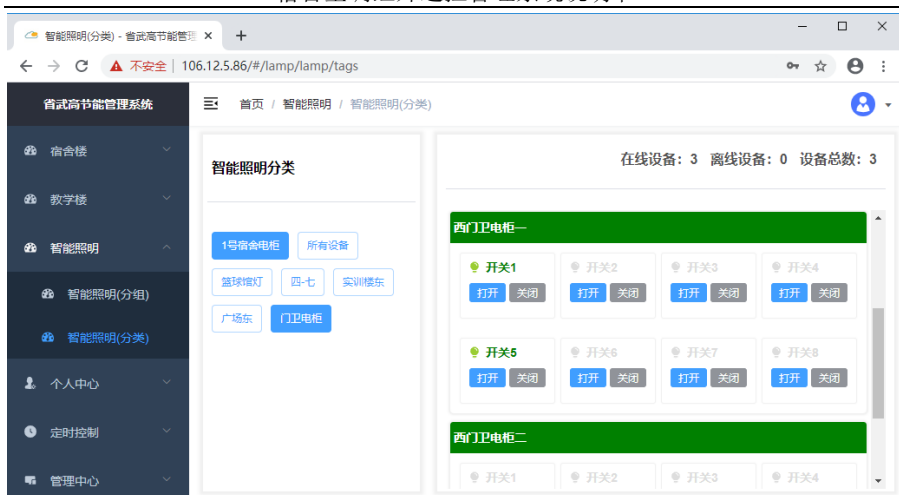 智能照明(分类) - 省武高节能管理
不安全 | 106.12.5.86/#/lamp/lamp/tags
省武高节能管理系统
首页 / 智能照明 / 智能照明(分类)
宿舍楼
教学楼
智能照明
智能照明(分组)
智能照明(分类)
个人中心
定时控制
管理中心
智能照明分类
1号宿舍电柜 所有设备
篮球馆灯 四-七 实训楼东
广场东 门卫电柜
在线设备：3 离线设备：0 设备总数：3
西门卫电柜一
开关1 开关2 开关3 开关4
打开 关闭 打开 关闭 打开 关闭 打开 关闭
开关5 开关6 开关7 开关8
打开 关闭 打开 关闭 打开 关闭 打开 关闭
西门卫电柜二
开关1 开关2 开关3 开关4